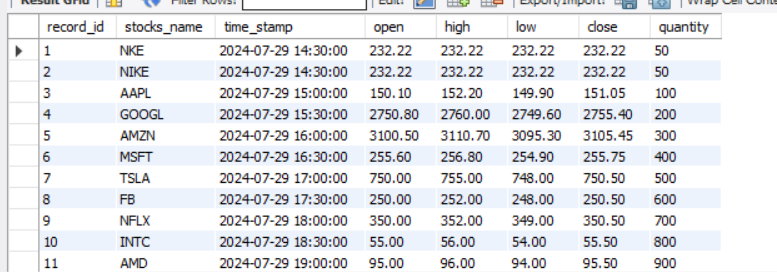 Result Grid Filter Rows: Edit: Export/Import: Wrap Cell Conte
record_id stocks_name time_stamp open high low close quantity
1 NKE 2024-07-29 14:30:00 232.22 232.22 232.22 232.22 50
2 NIKE 2024-07-29 14:30:00 232.22 232.22 232.22 232.22 50
3 AAPL 2024-07-29 15:00:00 150.10 152.20 149.90 151.05 100
4 GOOGL 2024-07-29 15:30:00 2750.80 2760.00 2749.60 2755.40 200
5 AMZN 2024-07-29 16:00:00 3100.50 3110.70 3095.30 3105.45 300
6 MSFT 2024-07-29 16:30:00 255.60 256.80 254.90 255.75 400
7 TSLA 2024-07-29 17:00:00 750.00 755.00 748.00 750.50 500
8 FB 2024-07-29 17:30:00 250.00 252.00 248.00 250.50 600
9 NFLX 2024-07-29 18:00:00 350.00 352.00 349.00 350.50 700
10 INTC 2024-07-29 18:30:00 55.00 56.00 54.00 55.50 800
11 AMD 2024-07-29 19:00:00 95.00 96.00 94.00 95.50 900